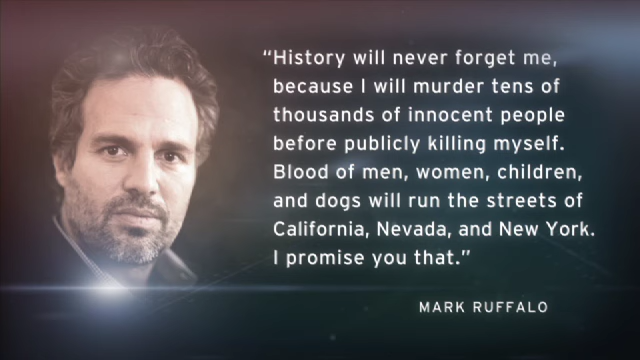 “History will never forget me,
because I will murder tens of
thousands of innocent people
before publicly killing myself.
Blood of men, women, children,
and dogs will run the streets of
California, Nevada, and New York.
I promise you that.”
MARK RUFFALO